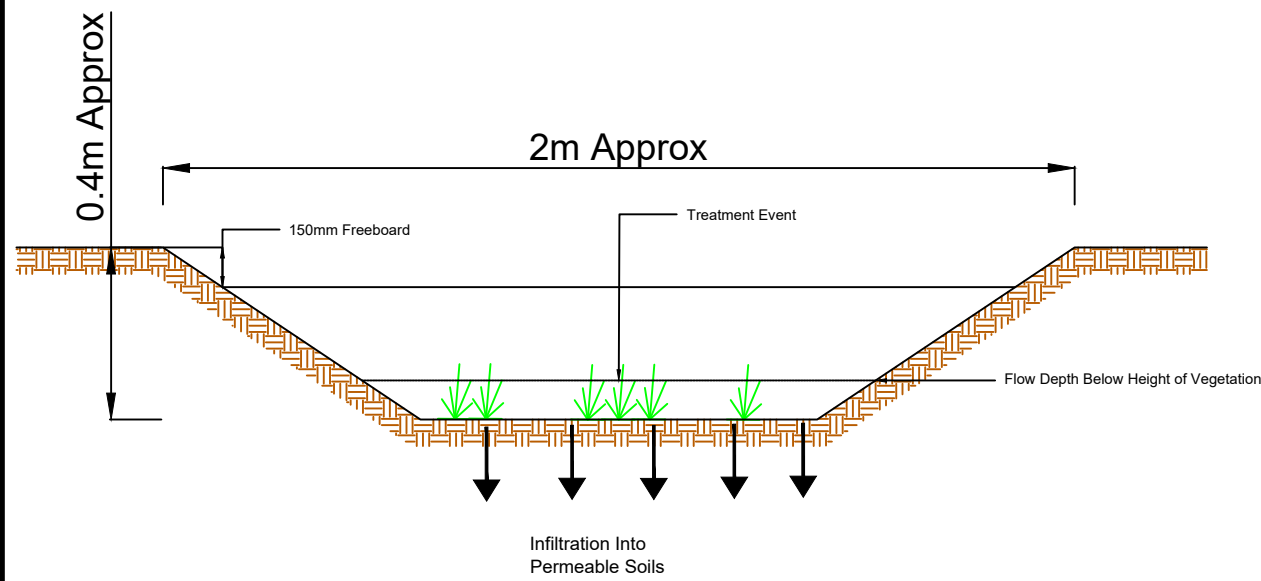 0.4m Approx
2m Approx
150mm Freeboard
Treatment Event
Flow Depth Below Height of Vegetation
Infiltration Into
Permeable Soils